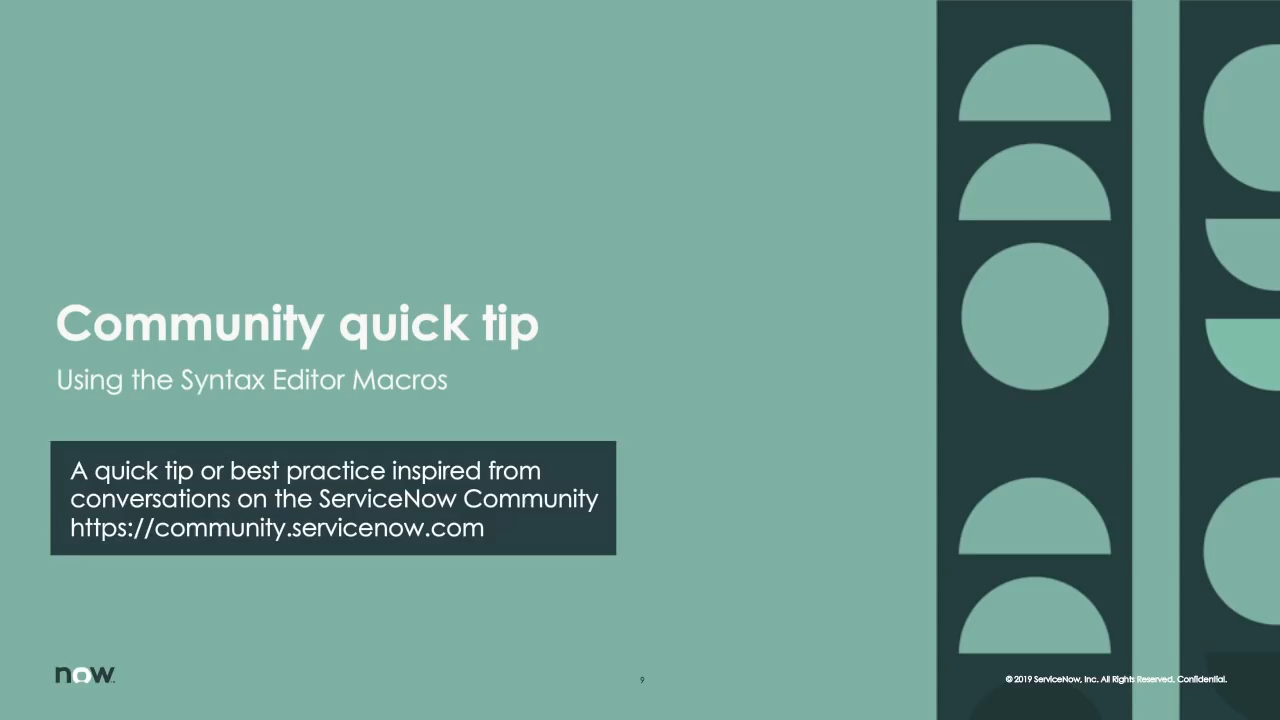 Community quick tip
Using the Syntax Editor Macros
A quick tip or best practice inspired from
conversations on the ServiceNow Community
https://community.servicenow.com
now.
9
© 2019 ServiceNow, Inc. All Rights Reserved. Confidential.